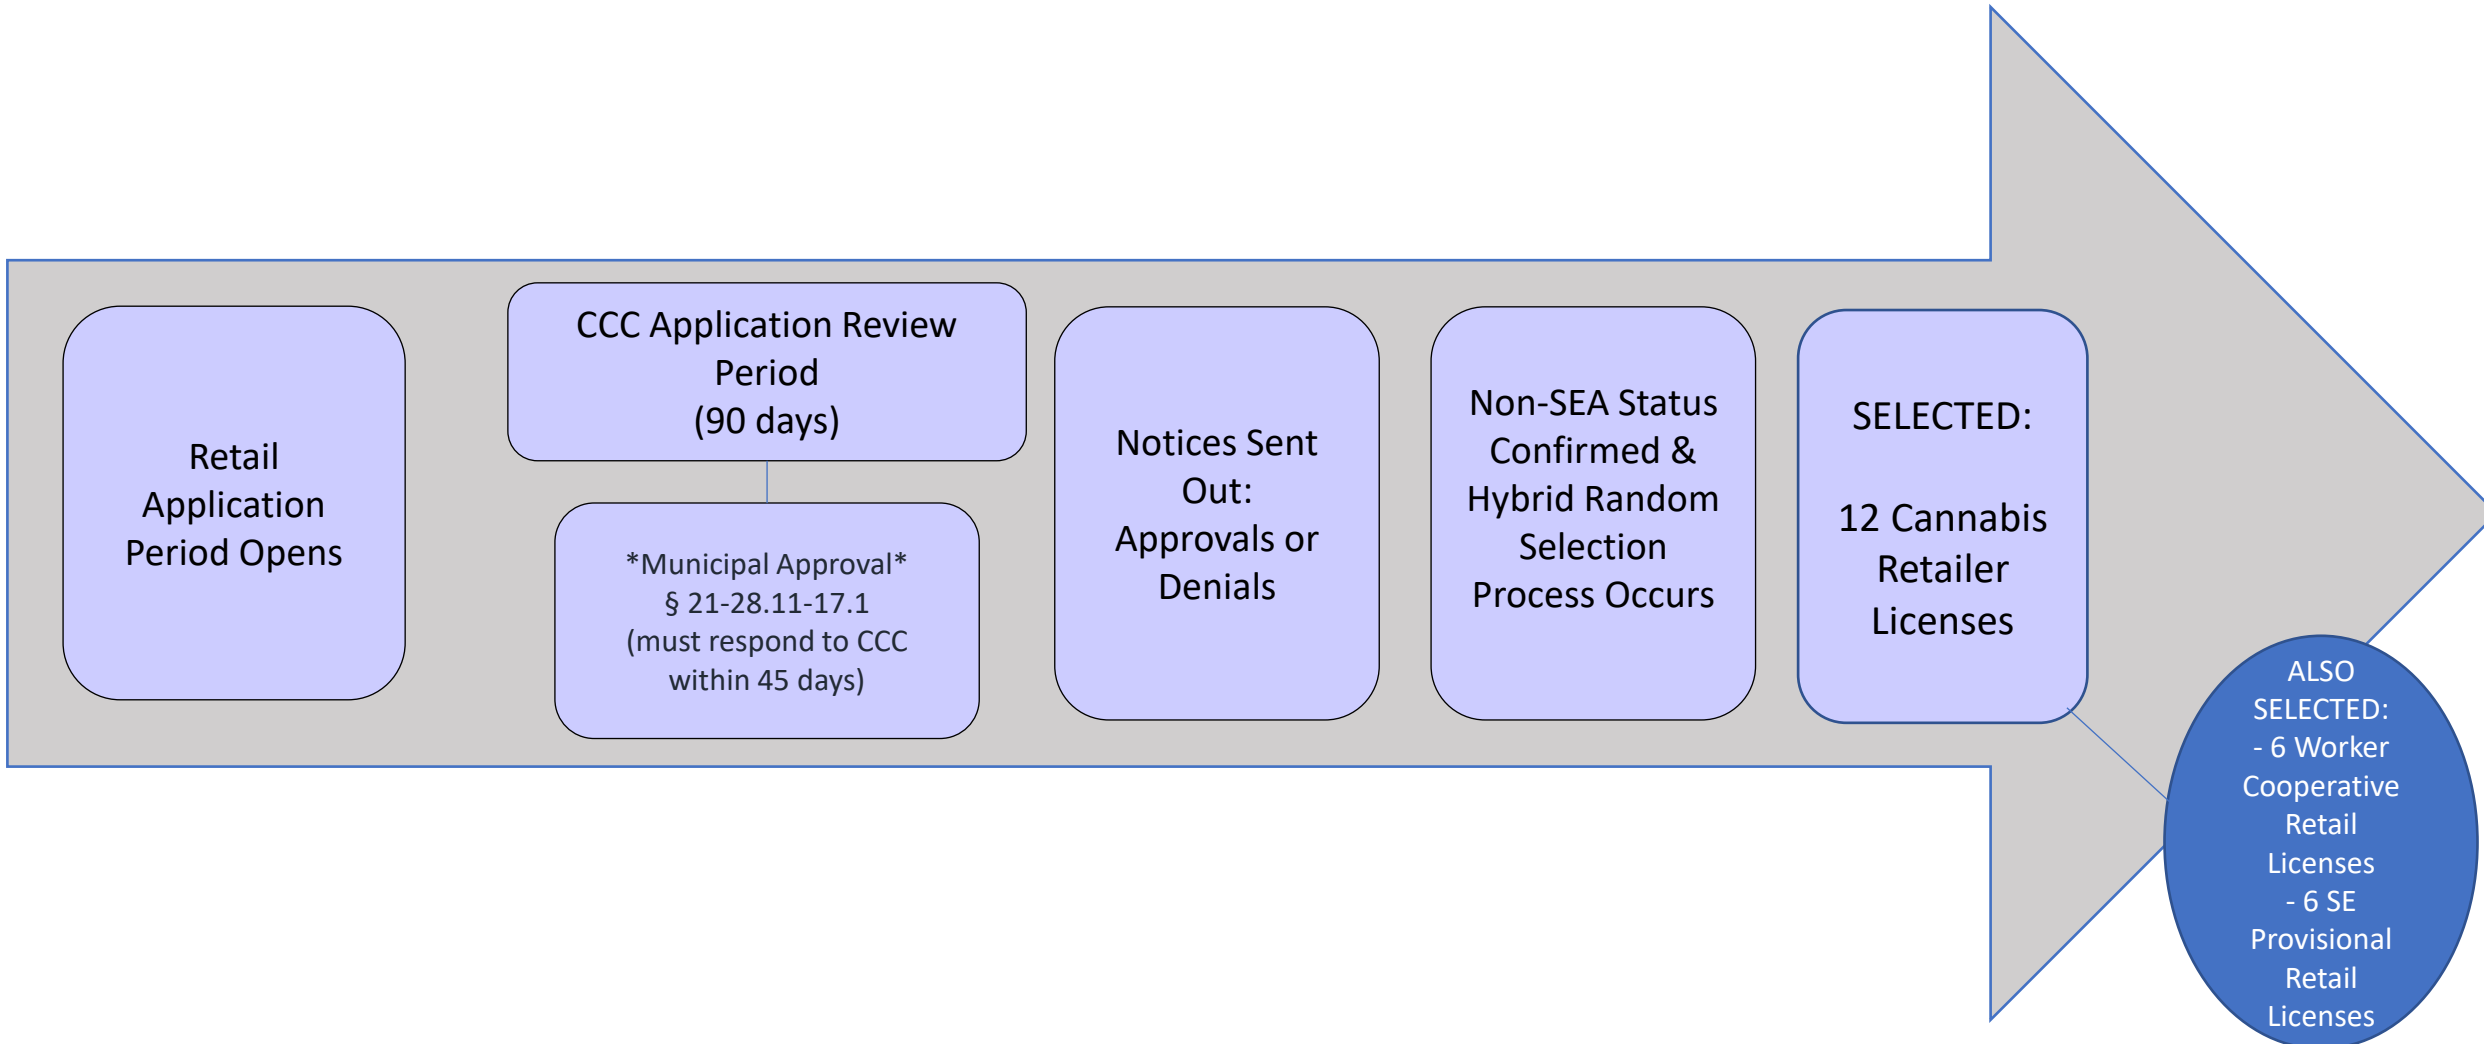 Retail
Application
Period Opens
CCC Application Review
Period
(90 days)
*Municipal Approval*
§ 21-28.11-17.1
(must respond to CCC
within 45 days)
Notices Sent
Out:
Approvals or
Denials
Non-SEA Status
Confirmed &
Hybrid Random
Selection
Process Occurs
SELECTED:
12 Cannabis
Retailer
Licenses
ALSO
SELECTED:
- 6 Worker
Cooperative
Retail
Licenses
- 6 SE
Provisional
Retail
Licenses